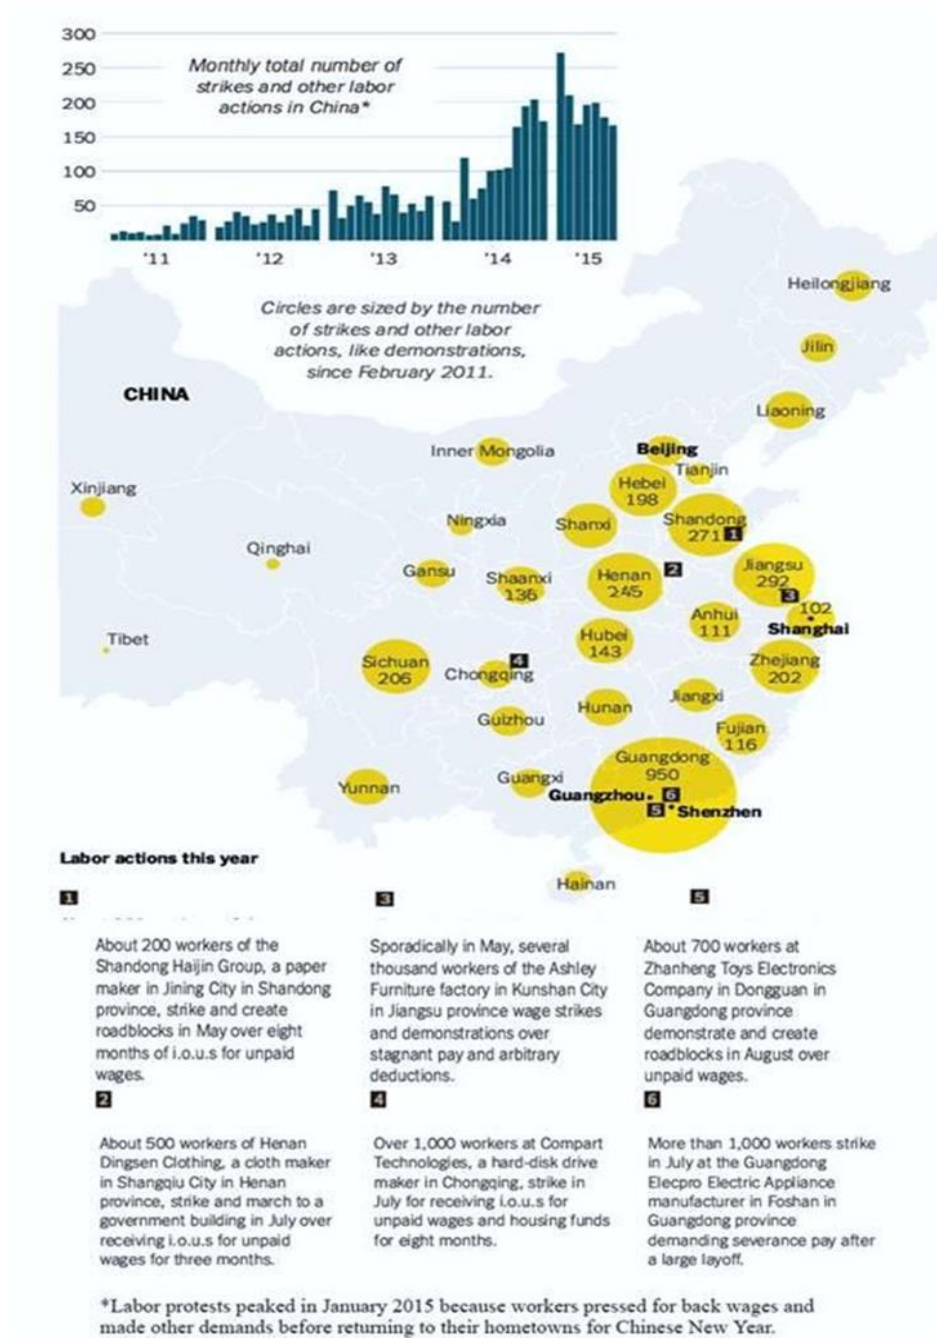 300
250
200
150
100
50
Monthly total number of
strikes and other labor
actions in China*
'11
'12
'13
'14
'15
Circles are sized by the number
of strikes and other labor
actions, like demonstrations,
since February 2011.
CHINA
Heilongjiang
Jilin
Liaoning
Inner Mongolia
Beijing
Tianjin
Hebei
198
Xinjiang
Ningxia
Shanxi
Shandong
271 1
Qinghai
Gansu
Shaanxi
136
Henan
245
2
Jiangsu
292
3
102
Shanghai
Anhui
111
Tibet
Hubei
143
Sichuan
206
4
Chongqing
Zhejiang
202
Jiangxi
Hunan
Guizhou
Fujian
116
Guangdong
950
Yunnan
Guangxi
Guangzhou 6
5 Shenzhen
Hainan
Labor actions this year
1
About 200 workers of the
Shandong Haijin Group, a paper
maker in Jining City in Shandong
province, strike and create
roadblocks in May over eight
months of i.o.u.s for unpaid
wages.
2
About 500 workers of Henan
Dingsen Clothing, a cloth maker
in Shangqiu City in Henan
province, strike and march to a
government building in July over
receiving i.o.u.s for unpaid
wages for three months.
3
Sporadically in May, several
thousand workers of the Ashley
Furniture factory in Kunshan City
in Jiangsu province wage strikes
and demonstrations over
stagnant pay and arbitrary
deductions.
4
Over 1,000 workers at Compart
Technologies, a hard-disk drive
maker in Chongqing, strike in
July for receiving i.o.u.s for
unpaid wages and housing funds
for eight months.
5
About 700 workers at
Zhanheng Toys Electronics
Company in Dongguan in
Guangdong province
demonstrate and create
roadblocks in August over
unpaid wages.
6
More than 1,000 workers strike
in July at the Guangdong
Elecpro Electric Appliance
manufacturer in Foshan in
Guangdong province
demanding severance pay after
a large layoff.
*Labor protests peaked in January 2015 because workers pressed for back wages and
made other demands before returning to their hometowns for Chinese New Year.